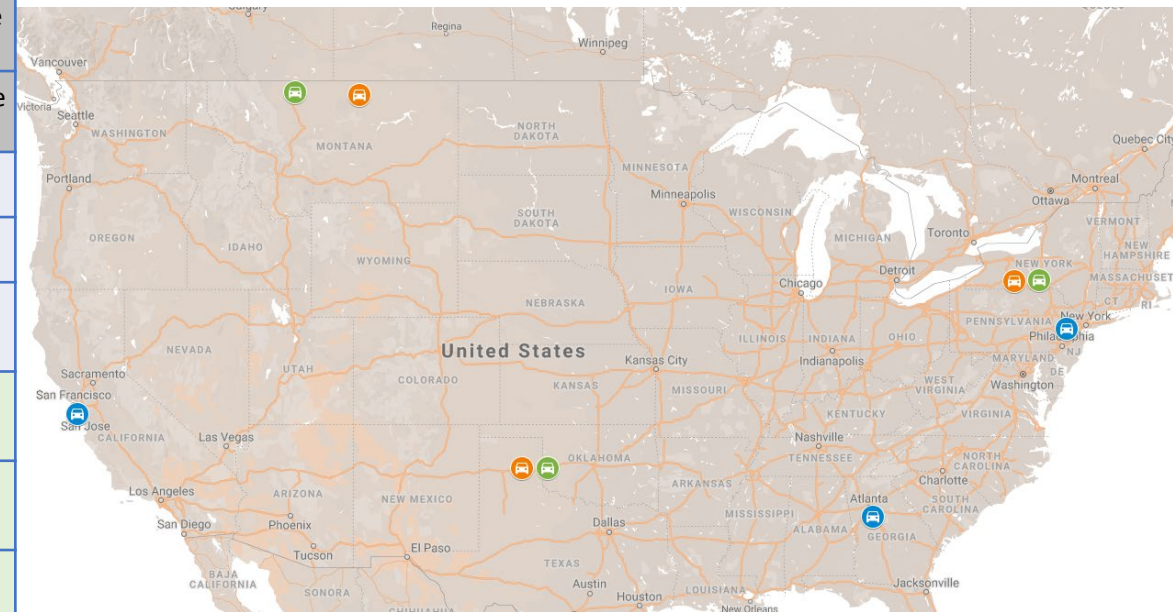 e
e
Calgary
Regina
Winnipeg
Vancouver
Victoria
Seattle
WASHINGTON
MONTANA
NORTH
DAKOTA
MINNESOTA
Quebec City
Portland
Minneapolis
Montreal
Ottawa
OREGON
IDAHO
SOUTH
DAKOTA
WISCONSIN
MICHIGAN
Toronto
VERMONT
NEW
HAMPSHIRE
WYOMING
Detroit
NEW YORK
MASSACHUSET
Chicago
NEBRASKA
IOWA
CT
RI
PENNSYLVANIA
New York
NEVADA
UTAH
United States
ILLINOIS
INDIANA
OHIO
Philadelphia
Kansas City
Indianapolis
MARYLAND
NJ
Sacramento
COLORADO
KANSAS
MISSOURI
WEST
VIRGINIA
DE
Washington
San Francisco
San Jose
CALIFORNIA
KENTUCKY
VIRGINIA
Las Vegas
Nashville
TENNESSEE
OKLAHOMA
NORTH
CAROLINA
Charlotte
Los Angeles
ARIZONA
NEW MEXICO
ARKANSAS
Atlanta
SOUTH
CAROLINA
San Diego
Phoenix
Dallas
MISSISSIPPI
ALABAMA
GEORGIA
Tucson
El Paso
TEXAS
BAJA
CALIFORNIA
SONORA
Austin
Houston
LOUISIANA
Jacksonville
CHIHUAHUA
New Orleans